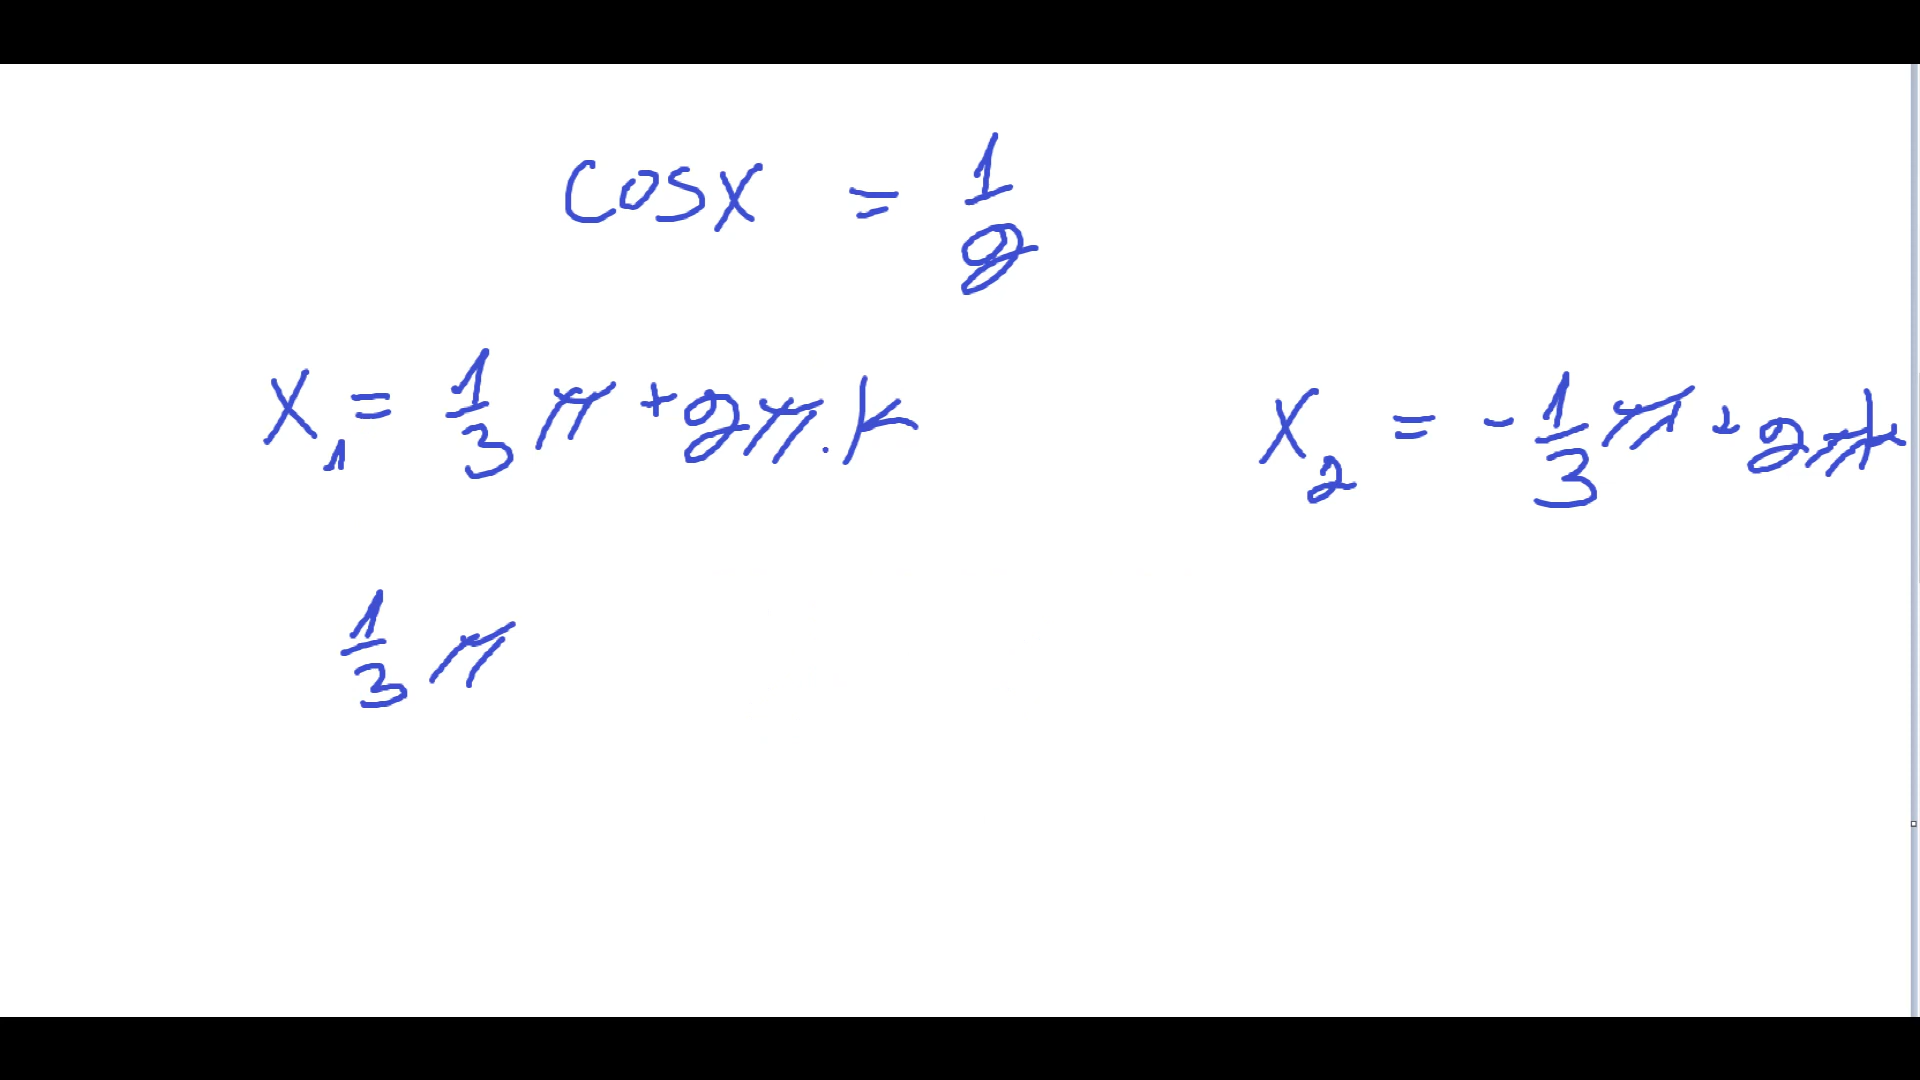 cosx = 1/2
x₁ = 1/3 π + 2π.k
x₂ = - 1/3 π + 2πk
1/3 π